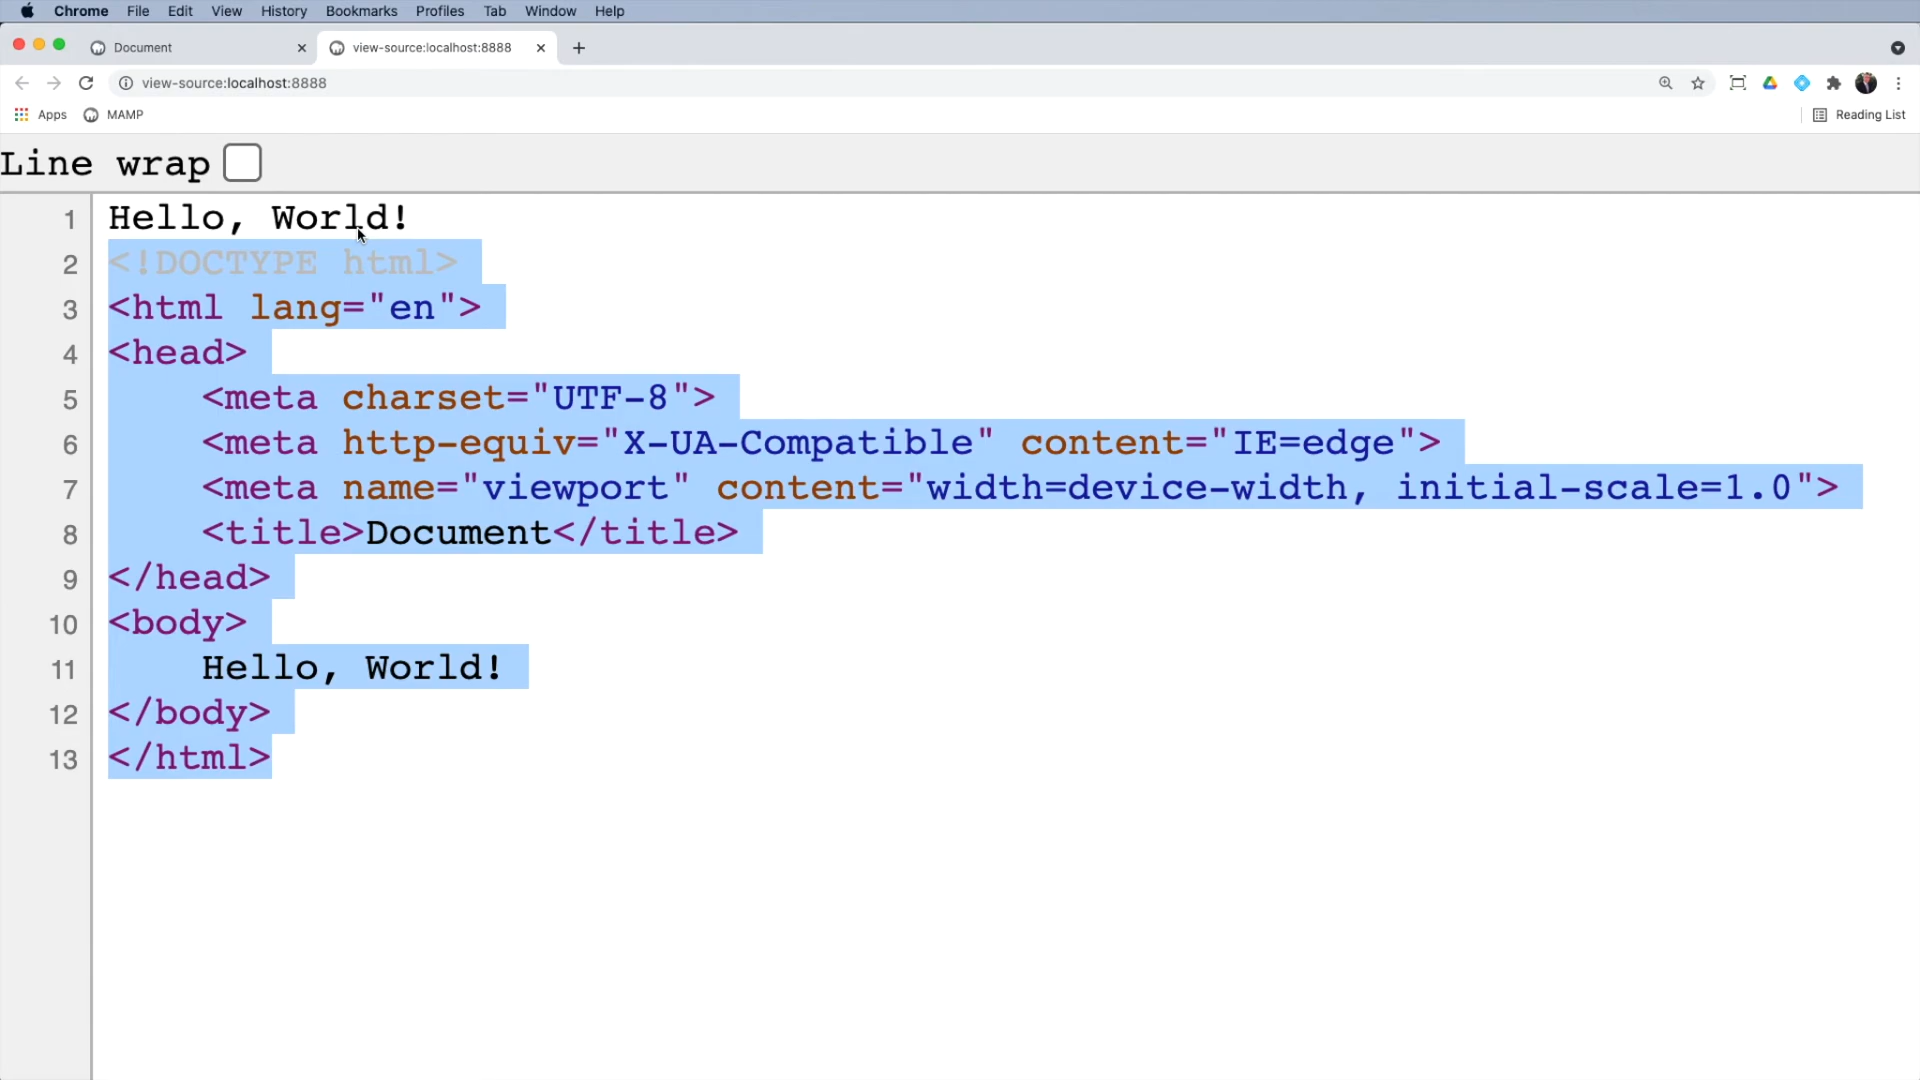 Chrome File Edit View History Bookmarks Profiles Tab Window Help
Document view-source:localhost:8888
view-source:localhost:8888
Apps MAMP Reading List
Line wrap
1 Hello, World!
2 <!DOCTYPE html>
3 <html lang="en">
4 <head>
5 <meta charset="UTF-8">
6 <meta http-equiv="X-UA-Compatible" content="IE=edge">
7 <meta name="viewport" content="width=device-width, initial-scale=1.0">
8 <title>Document</title>
9 </head>
10 <body>
11 Hello, World!
12 </body>
13 </html>